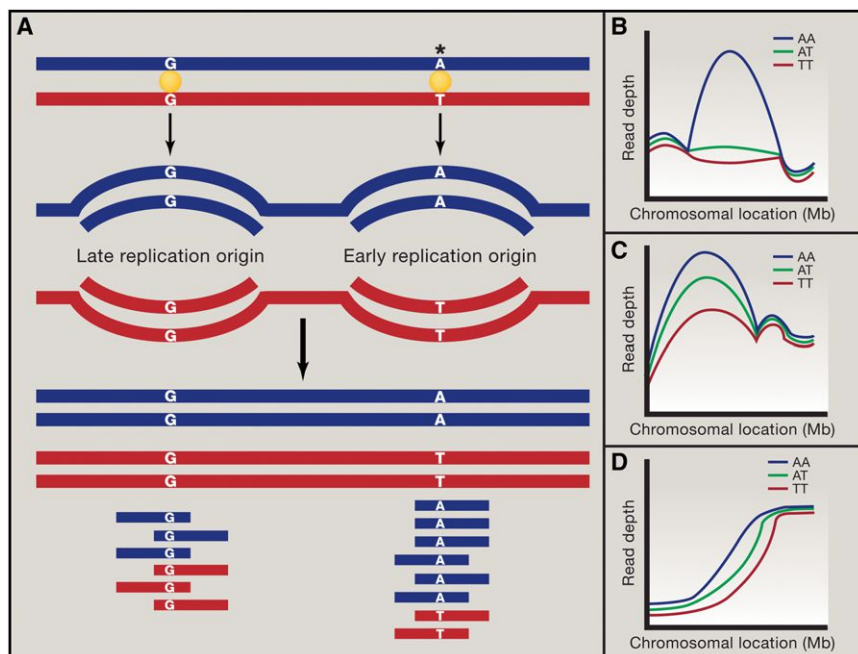 A
*
G A
G T
G A
G A
Late replication origin Early replication origin
G T
G T
G A
G A
G T
G T
G
G
G
G
G
G
A
A
A
A
A
A
T
T
B
AA
AT
TT
Read depth
Chromosomal location (Mb)
C
AA
AT
TT
Read depth
Chromosomal location (Mb)
D
AA
AT
TT
Read depth
Chromosomal location (Mb)